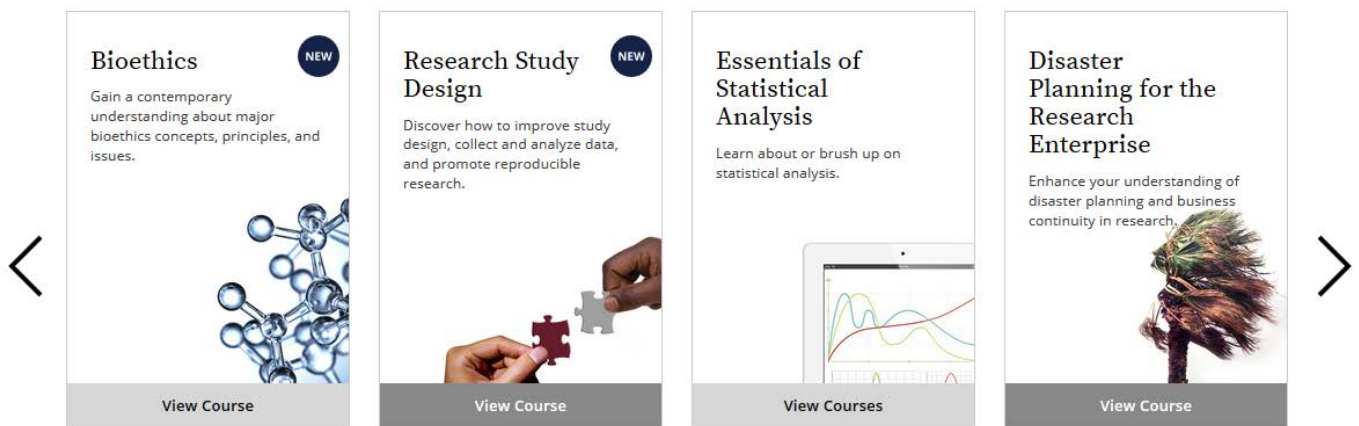 Bioethics
NEW
Gain a contemporary
understanding about major
bioethics concepts, principles, and
issues.
View Course
Research Study
Design
NEW
Discover how to improve study
design, collect and analyze data,
and promote reproducible
research.
View Course
Essentials of
Statistical
Analysis
Learn about or brush up on
statistical analysis.
View Courses
Disaster
Planning for the
Research
Enterprise
Enhance your understanding of
disaster planning and business
continuity in research.
View Course